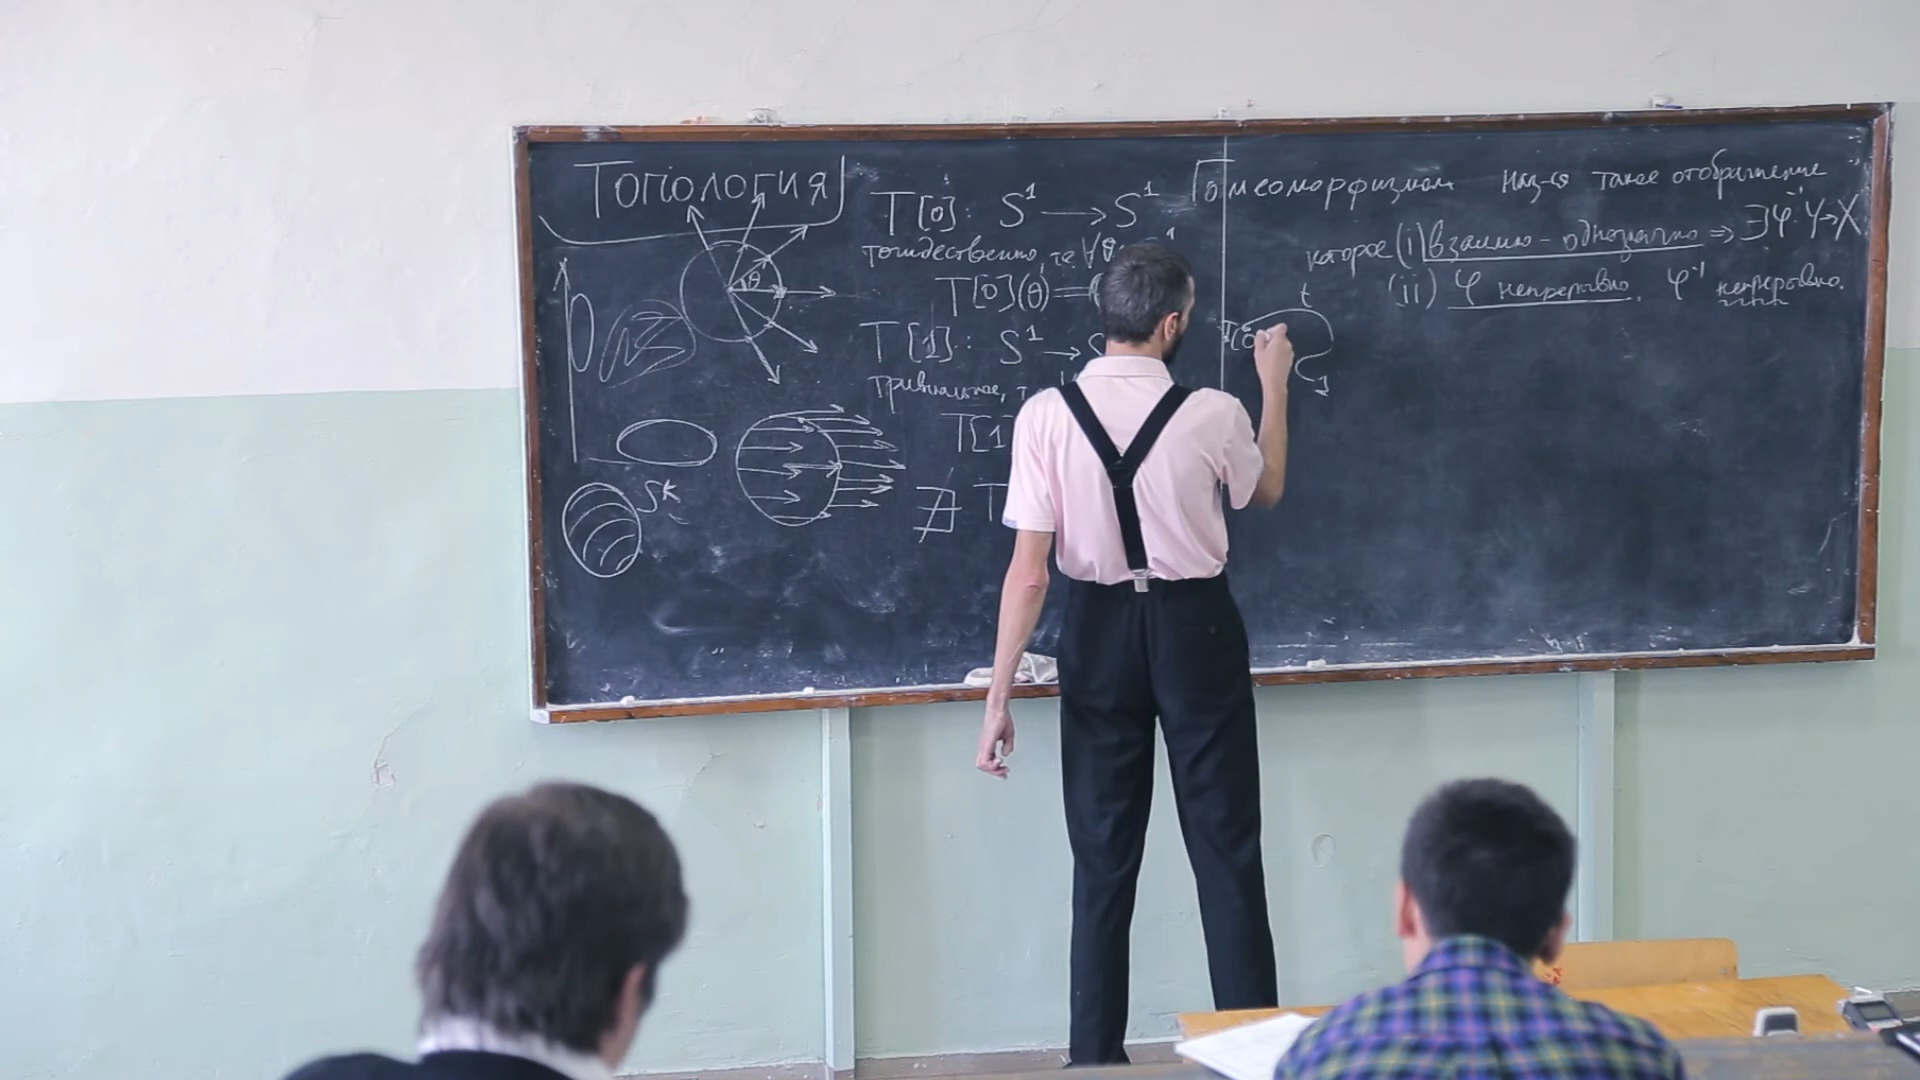 Топология
T[0]: S¹ → S¹
тождественно, т.е. ∀θ
T[0](θ) =
T[1]: S¹ →
тривиальное,
T[1
∄ T
θ
S^K
Гомеоморфизмом наз-ся такое отображение
которое (i) взаимно-однозначно ⇒ ∃φ⁻¹: Y→X
(ii) φ непрерывно, φ⁻¹ непрерывно.
t